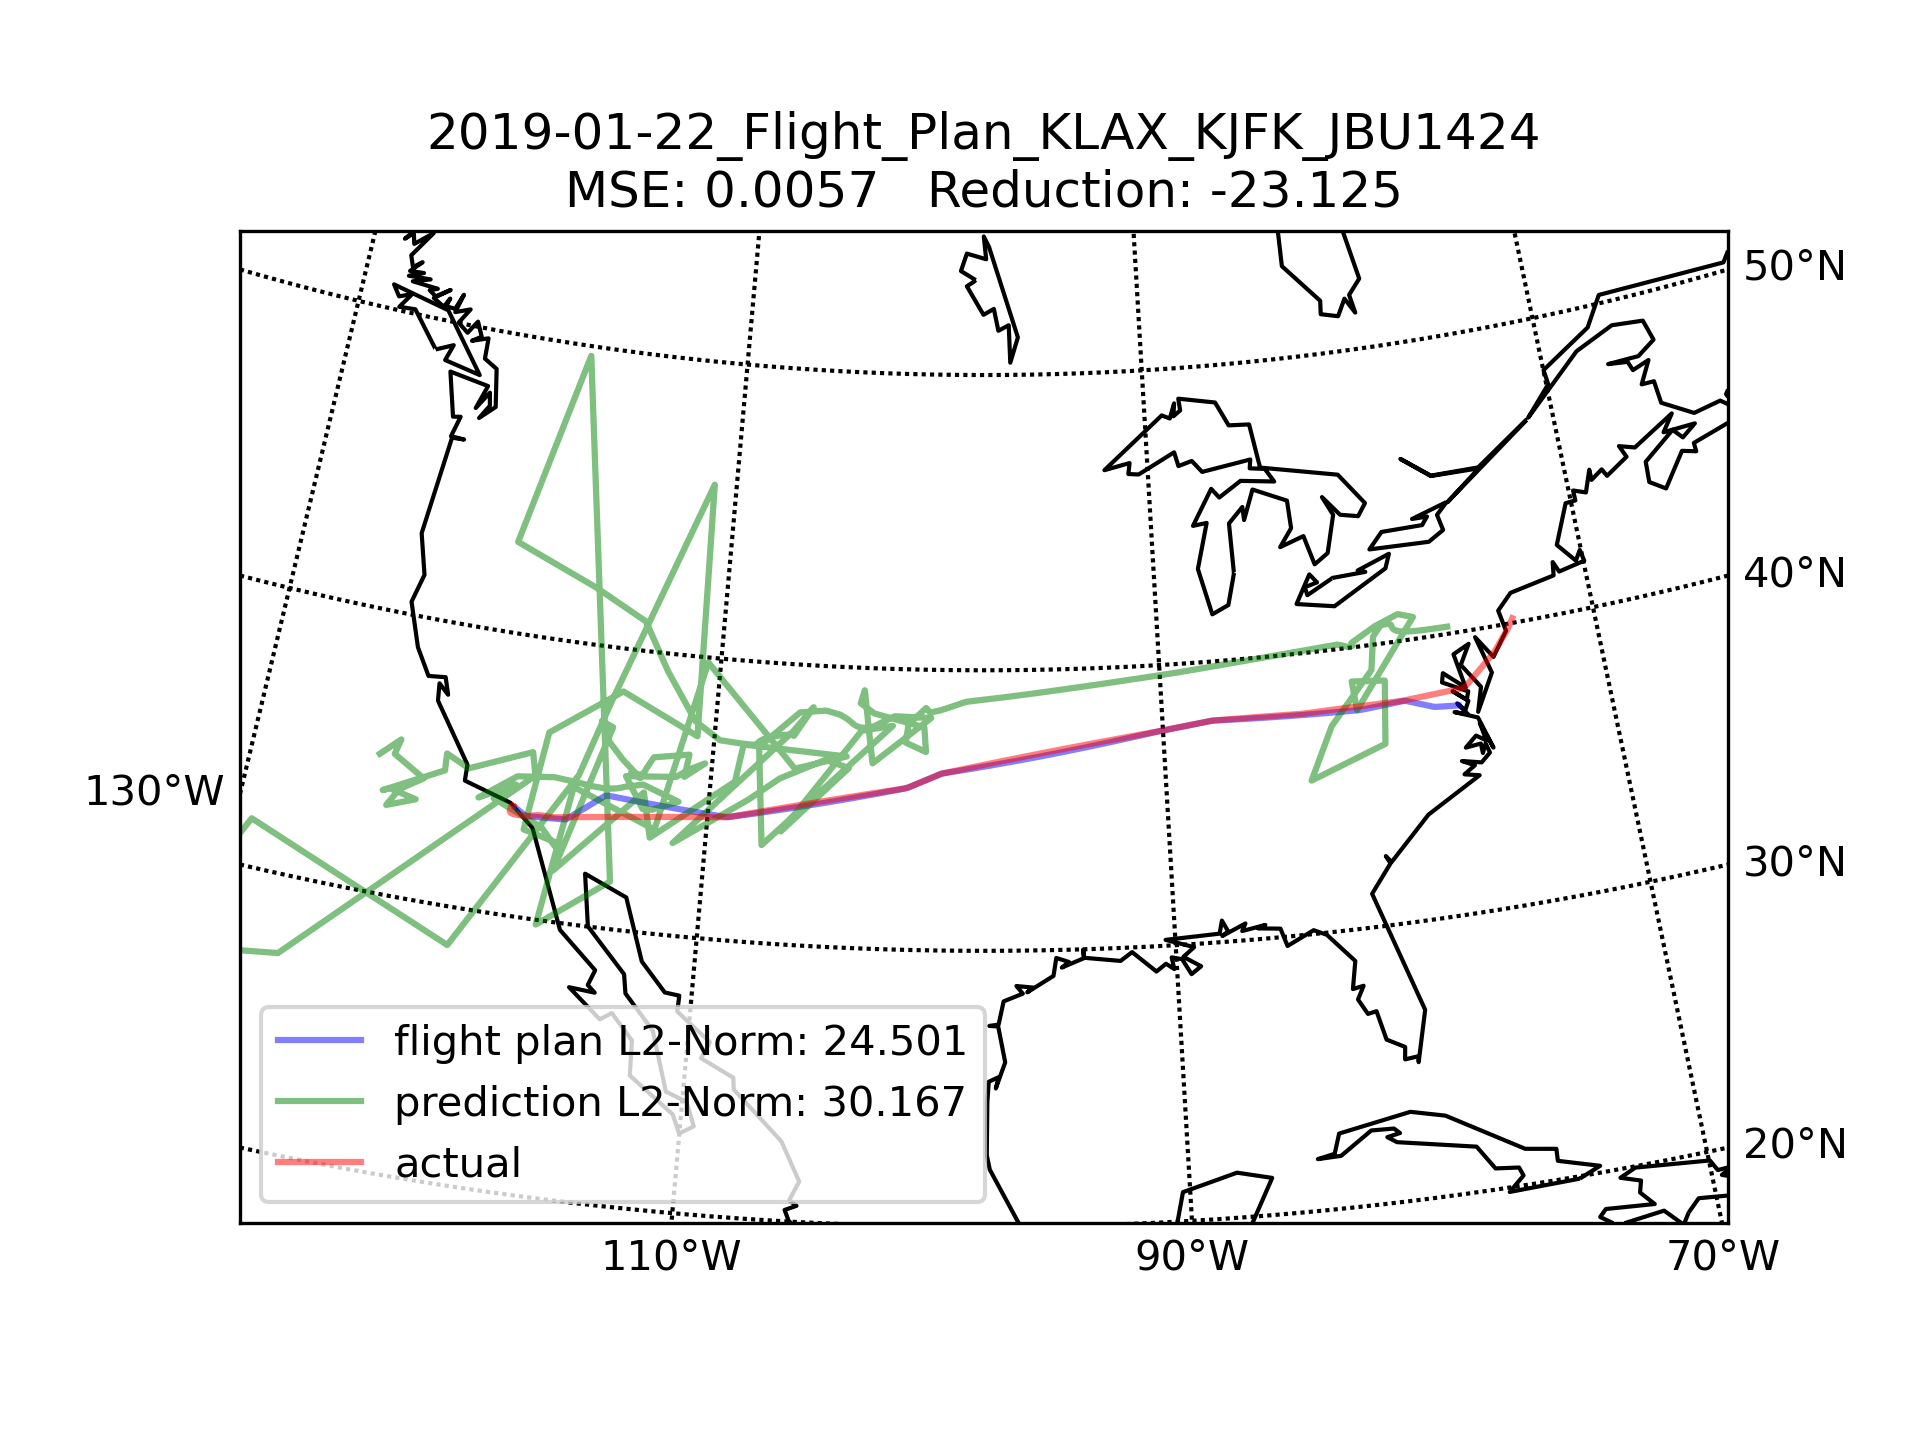 2019-01-22_Flight_Plan_KLAX_KJFK_JBU1424
MSE: 0.0057   Reduction: -23.125
50°N
40°N
130°W
30°N
20°N
flight plan L2-Norm: 24.501
prediction L2-Norm: 30.167
actual
110°W
90°W
70°W